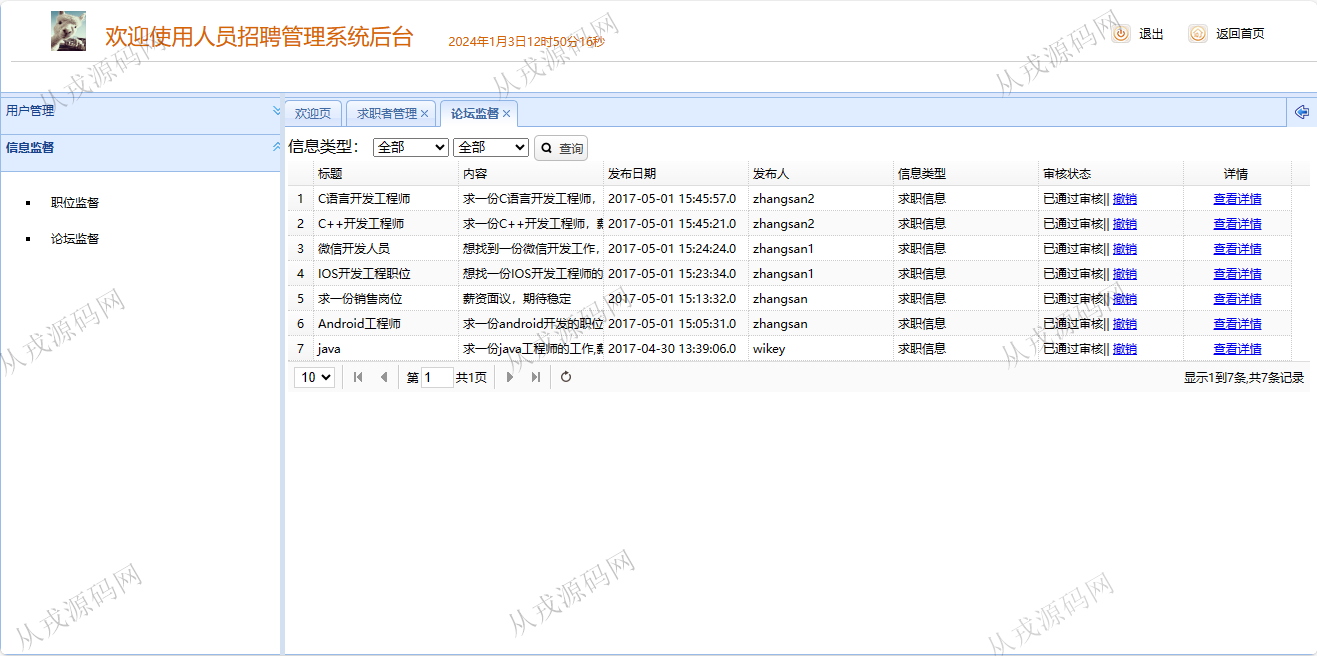 欢迎使用人员招聘管理系统后台 2024年1月3日12时50分16秒 退出 返回首页
用户管理
信息监督
职位监督
论坛监督
欢迎页 求职者管理 论坛监督
信息类型： 全部 全部 查询
标题 内容 发布日期 发布人 信息类型 审核状态 详情
1 C语言开发工程师 求一份C语言开发工程师， 2017-05-01 15:45:57.0 zhangsan2 求职信息 已通过审核|| 撤销 查看详情
2 C++开发工程师 求一份C++开发工程师，薪 2017-05-01 15:45:21.0 zhangsan2 求职信息 已通过审核|| 撤销 查看详情
3 微信开发人员 想找到一份微信开发工作， 2017-05-01 15:24:24.0 zhangsan1 求职信息 已通过审核|| 撤销 查看详情
4 IOS开发工程职位 想找一份IOS开发工程师的 2017-05-01 15:23:34.0 zhangsan1 求职信息 已通过审核|| 撤销 查看详情
5 求一份销售岗位 薪资面议，期待稳定 2017-05-01 15:13:32.0 zhangsan 求职信息 已通过审核|| 撤销 查看详情
6 Android工程师 求一份android开发的职位 2017-05-01 15:05:31.0 zhangsan 求职信息 已通过审核|| 撤销 查看详情
7 java 求一份java工程师的工作,薪 2017-04-30 13:39:06.0 wikey 求职信息 已通过审核|| 撤销 查看详情
10 第 1 共1页 显示1到7条,共7条记录
从戎源码网
从戎源码网
从戎源码网
从戎源码网
从戎源码网
从戎源码网
从戎源码网
从戎源码网
从戎源码网